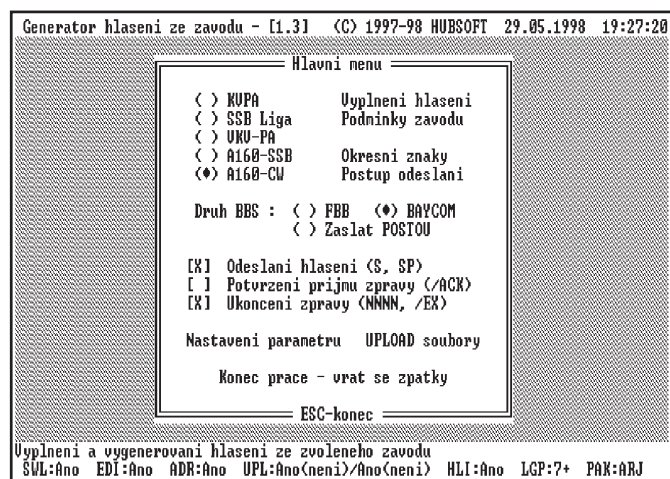 Generator hlaseni ze zavodu - [1.3] (C) 1997-98 HUBSOFT 29.05.1998 19:27:20
Hlavni menu
( ) KVPA Vyplneni hlaseni
( ) SSB Liga Podminky zavodu
( ) VKV-PA
( ) A160-SSB Okresni znaky
(♦) A160-CW Postup odeslani
Druh BBS : ( ) FBB (♦) BAYCOM
( ) Zaslat POSTOU
[X] Odeslani hlaseni (S, SP)
[ ] Potvrzeni prijmu zpravy (/ACK)
[X] Ukonceni zpravy (NNNN, /EX)
Nastaveni parametru UPLOAD soubory
Konec prace - vrat se zpatky
ESC-konec
Vyplneni a vygenerovani hlaseni ze zvoleneho zavodu
SWL:Ano EDI:Ano ADR:Ano UPL:Ano(neni)/Ano(neni) HLI:Ano LGP:7+ PAK:ARJ